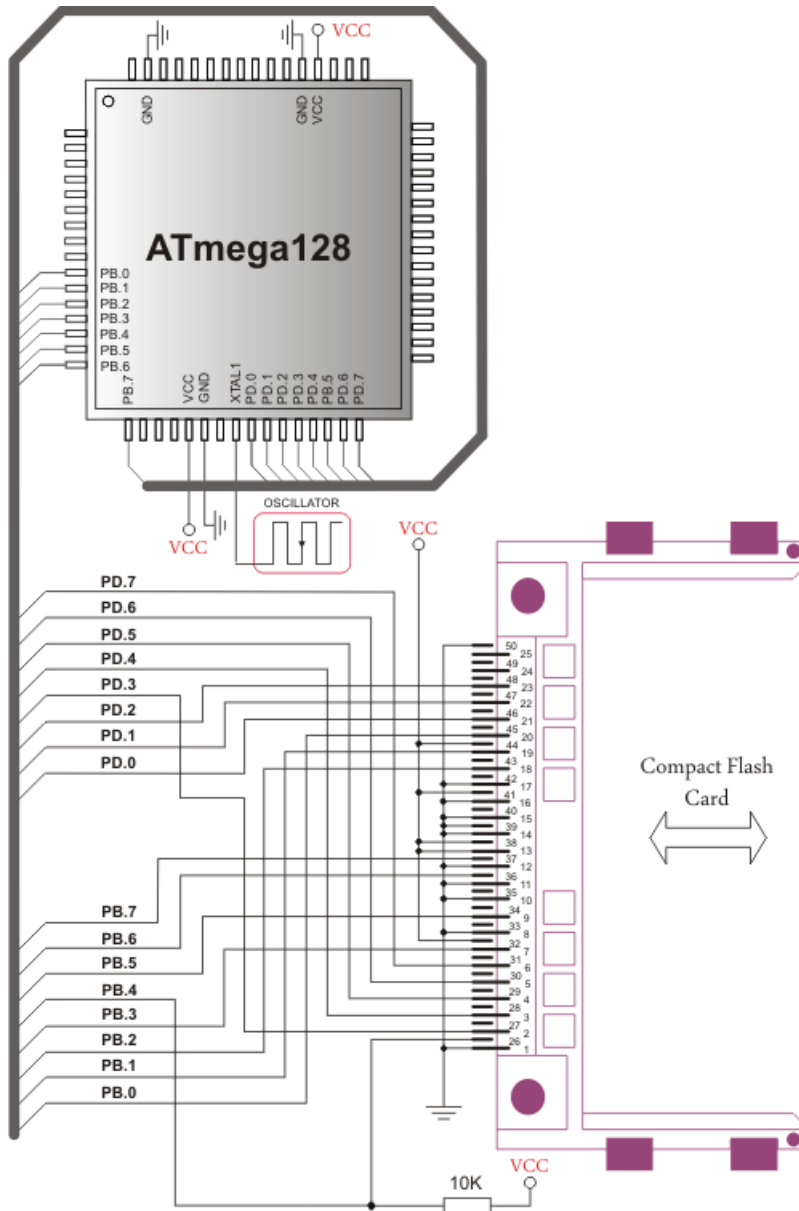 VCC
GND
GND
VCC
ATmega128
PB.0
PB.1
PB.2
PB.3
PB.4
PB.5
PB.6
PB.7
VCC
GND
XTAL1
PD.0
PD.1
PD.2
PD.3
PD.4
PB.5
PD.6
PD.7
VCC
OSCILLATOR
VCC
PD.7
PD.6
PD.5
PD.4
PD.3
PD.2
PD.1
PD.0
PB.7
PB.6
PB.5
PB.4
PB.3
PB.2
PB.1
PB.0
50
25
49
24
48
23
47
22
46
21
45
20
44
19
43
18
42
17
41
16
40
15
39
14
38
13
37
12
36
11
35
10
34
9
33
8
32
7
31
6
30
5
29
4
28
3
27
2
26
1
Compact Flash
Card
10K
VCC